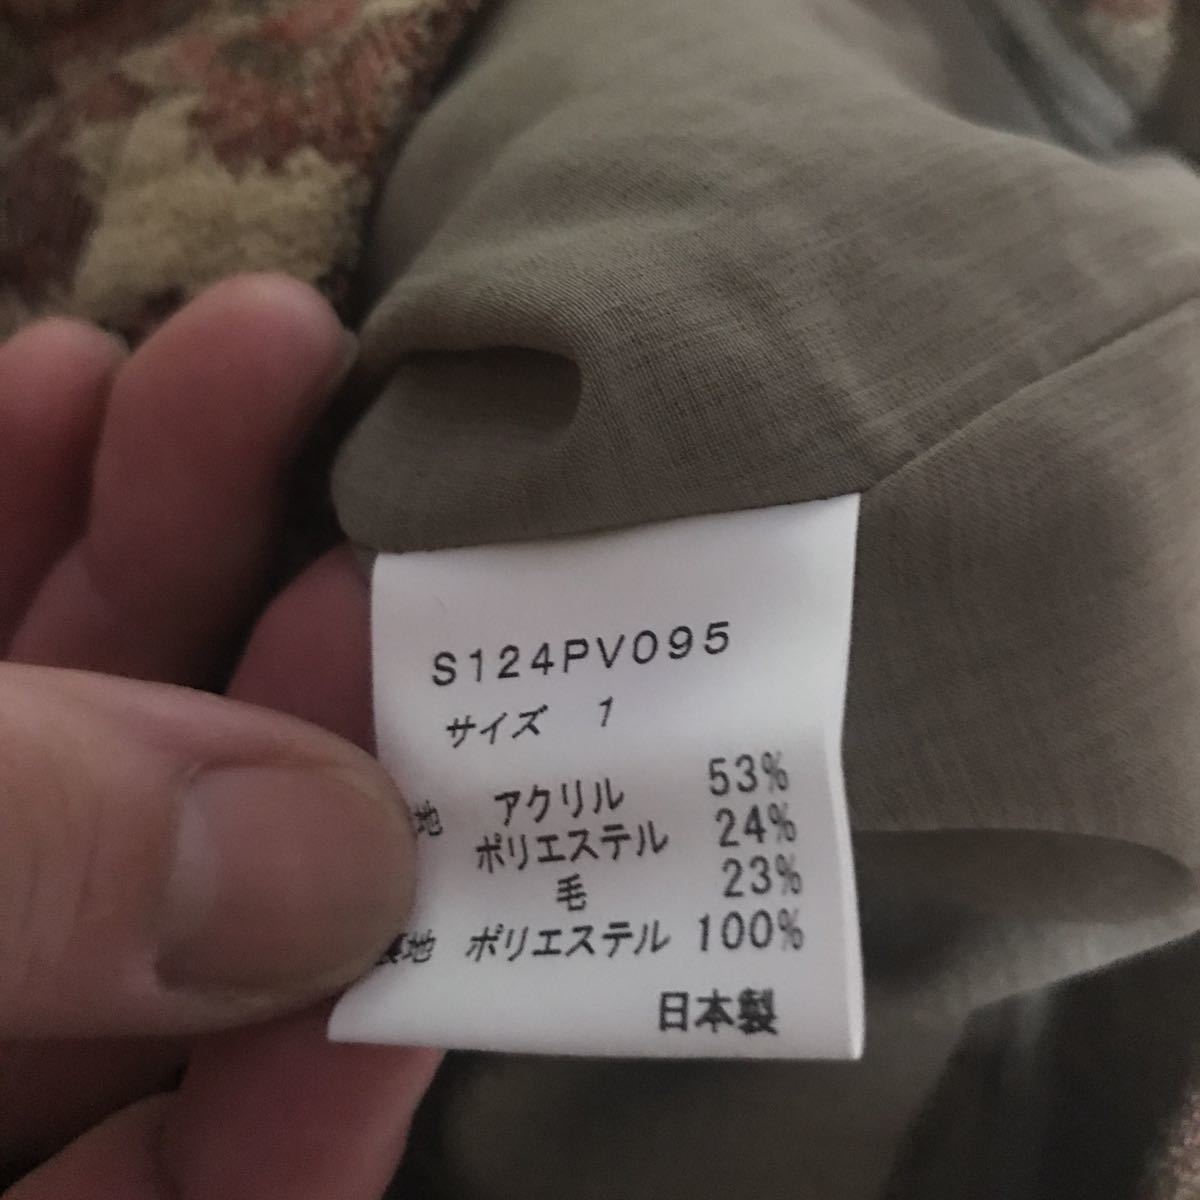 S124PV095
サイズ 1
地 アクリル 53%
ポリエステル 24%
毛 23%
裏地 ポリエステル 100%
日本製